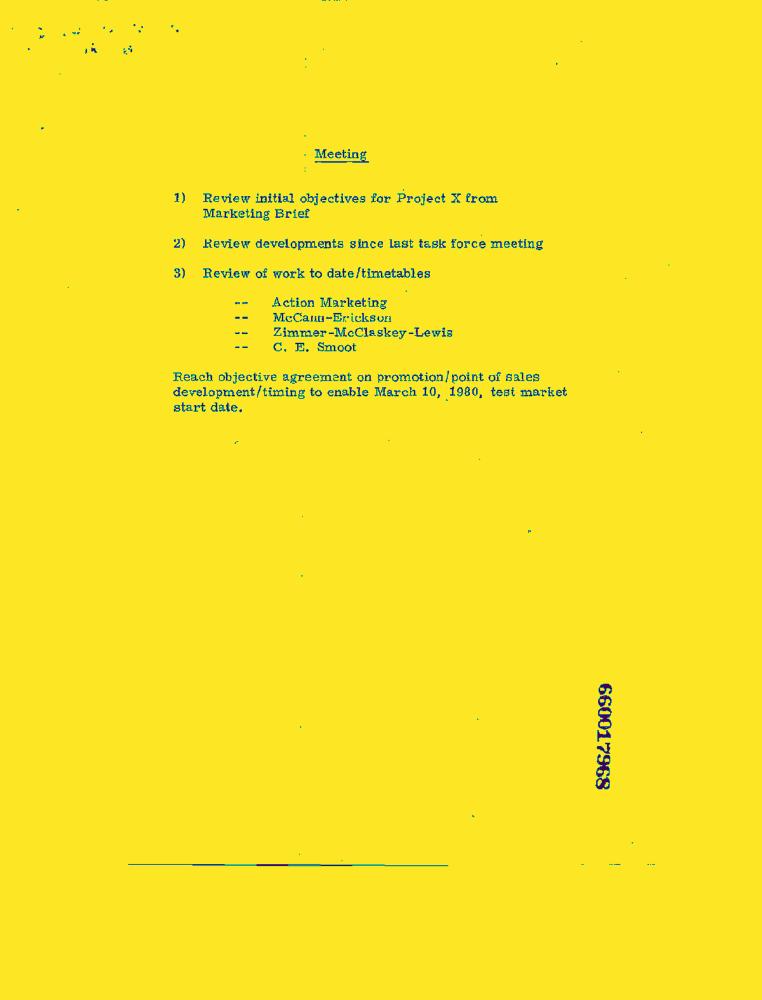 Meeting
1) Review initial objectives for Project X from
Marketing Brief
2) Review developments since last task force meeting
3) Review of work to date/timetables
-- Action Marketing
-- McCann-Erickson
-- Zimmer-McClaskey-Lewis
-- C. E. Smoot
Reach objective agreement on promotion/point of sales
development/timing to enable March 10, 1980, test market
start date.
660017968